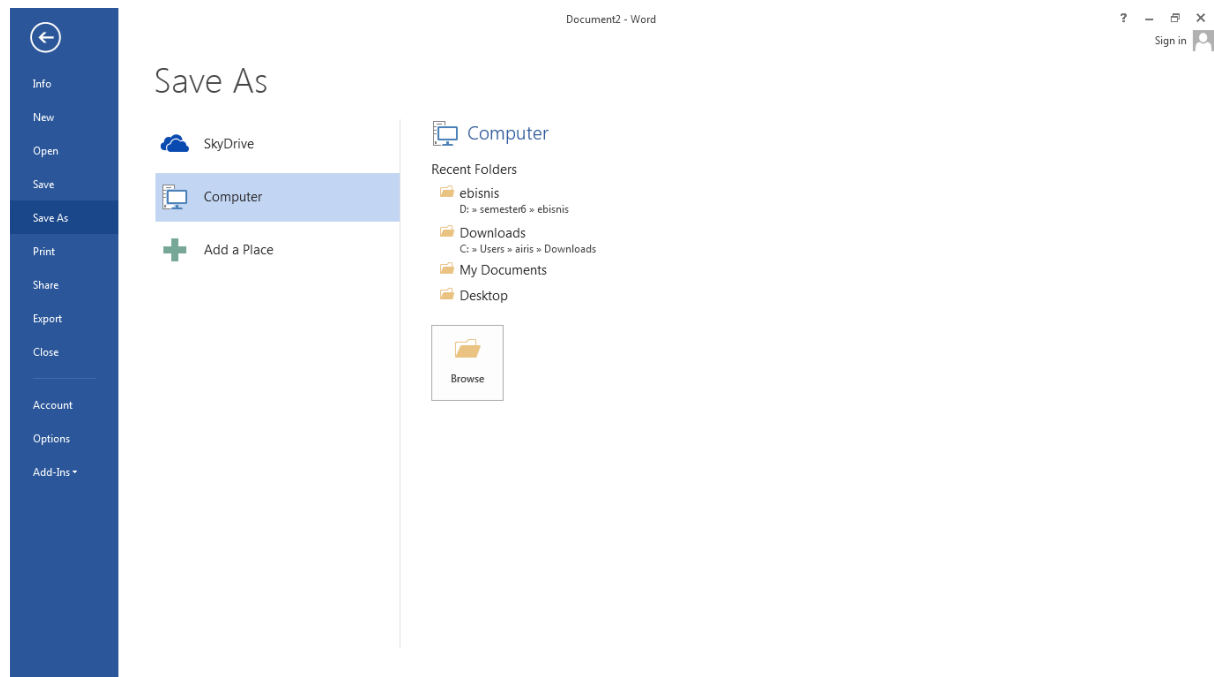 Document2 - Word
?
Sign in
Info
New
Open
Save
Save As
Print
Share
Export
Close
Account
Options
Add-Ins
Save As
SkyDrive
Computer
Add a Place
Computer
Recent Folders
ebisnis
D: » semester6 » ebisnis
Downloads
C: » Users » airis » Downloads
My Documents
Desktop
Browse